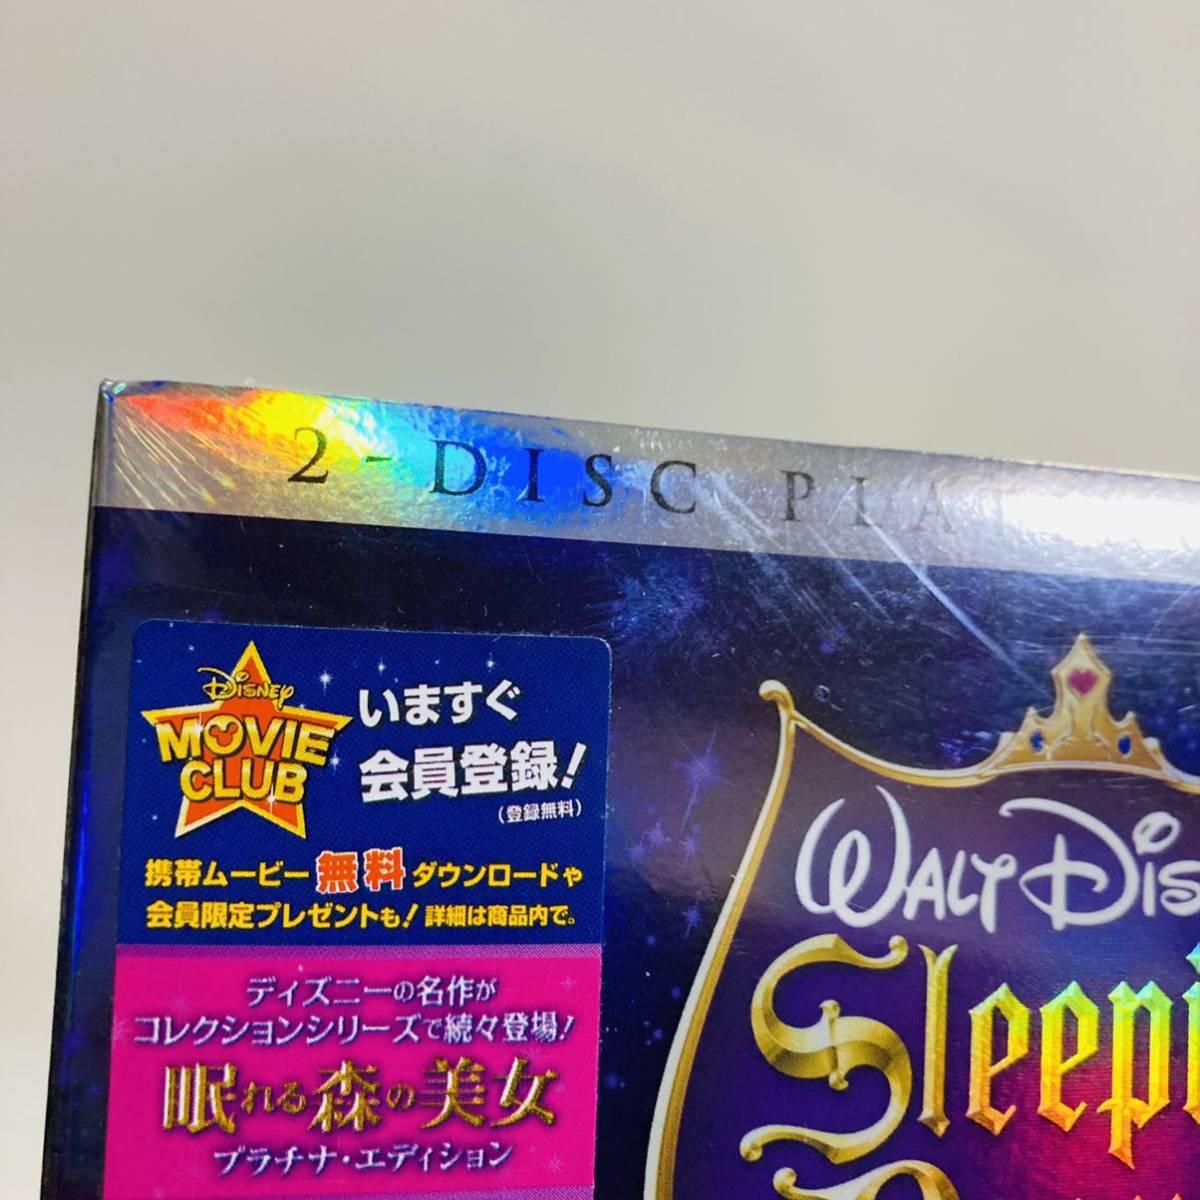 2-DISC PLA
DISNEY
MOVIE
CLUB
いますぐ
会員登録!
(登録無料)
携帯ムービー無料ダウンロードや
会員限定プレゼントも!詳細は商品内で。
ディズニーの名作が
コレクションシリーズで続々登場!
眠れる森の美女
プラチナ・エディション
WALT DIS
Sleepi